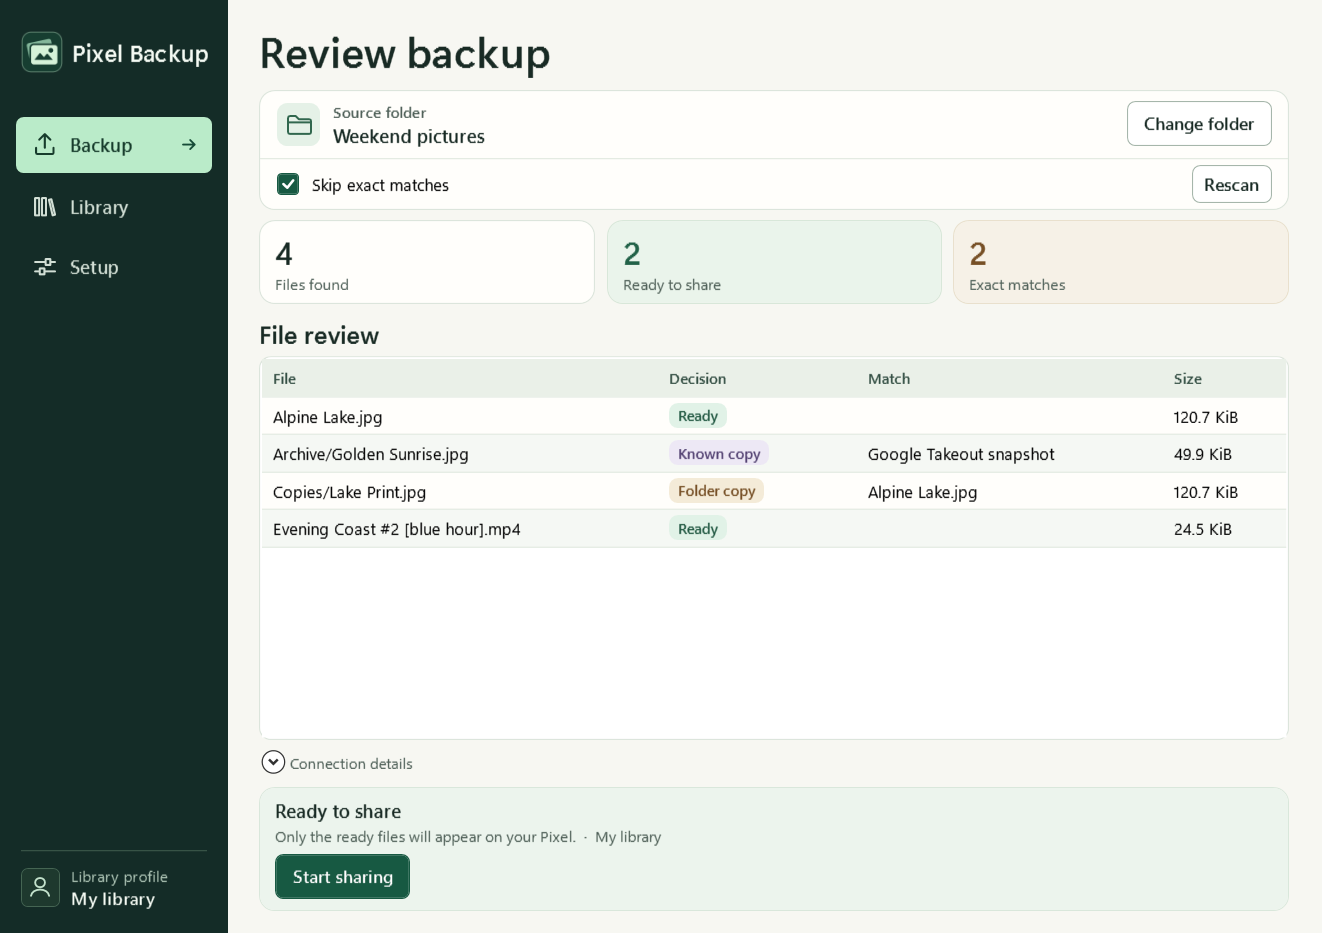 Pixel Backup
Backup
Library
Setup
Library profile
My library
Review backup
Source folder
Weekend pictures
Change folder
Skip exact matches
Rescan
4
Files found
2
Ready to share
2
Exact matches
File review
File Decision Match Size
Alpine Lake.jpg Ready 120.7 KiB
Archive/Golden Sunrise.jpg Known copy Google Takeout snapshot 49.9 KiB
Copies/Lake Print.jpg Folder copy Alpine Lake.jpg 120.7 KiB
Evening Coast #2 [blue hour].mp4 Ready 24.5 KiB
Connection details
Ready to share
Only the ready files will appear on your Pixel. · My library
Start sharing